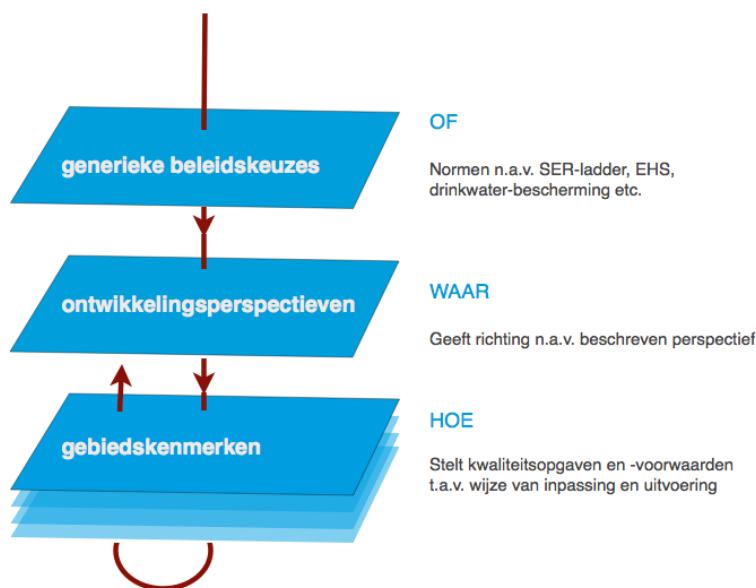 generieke beleidskeuzes
OF
Normen n.a.v. SER-ladder, EHS,
drinkwater-bescherming etc.
ontwikkelingsperspectieven
WAAR
Geeft richting n.a.v. beschreven perspectief
gebiedskenmerken
HOE
Stelt kwaliteitsopgaven en -voorwaarden
t.a.v. wijze van inpassing en uitvoering